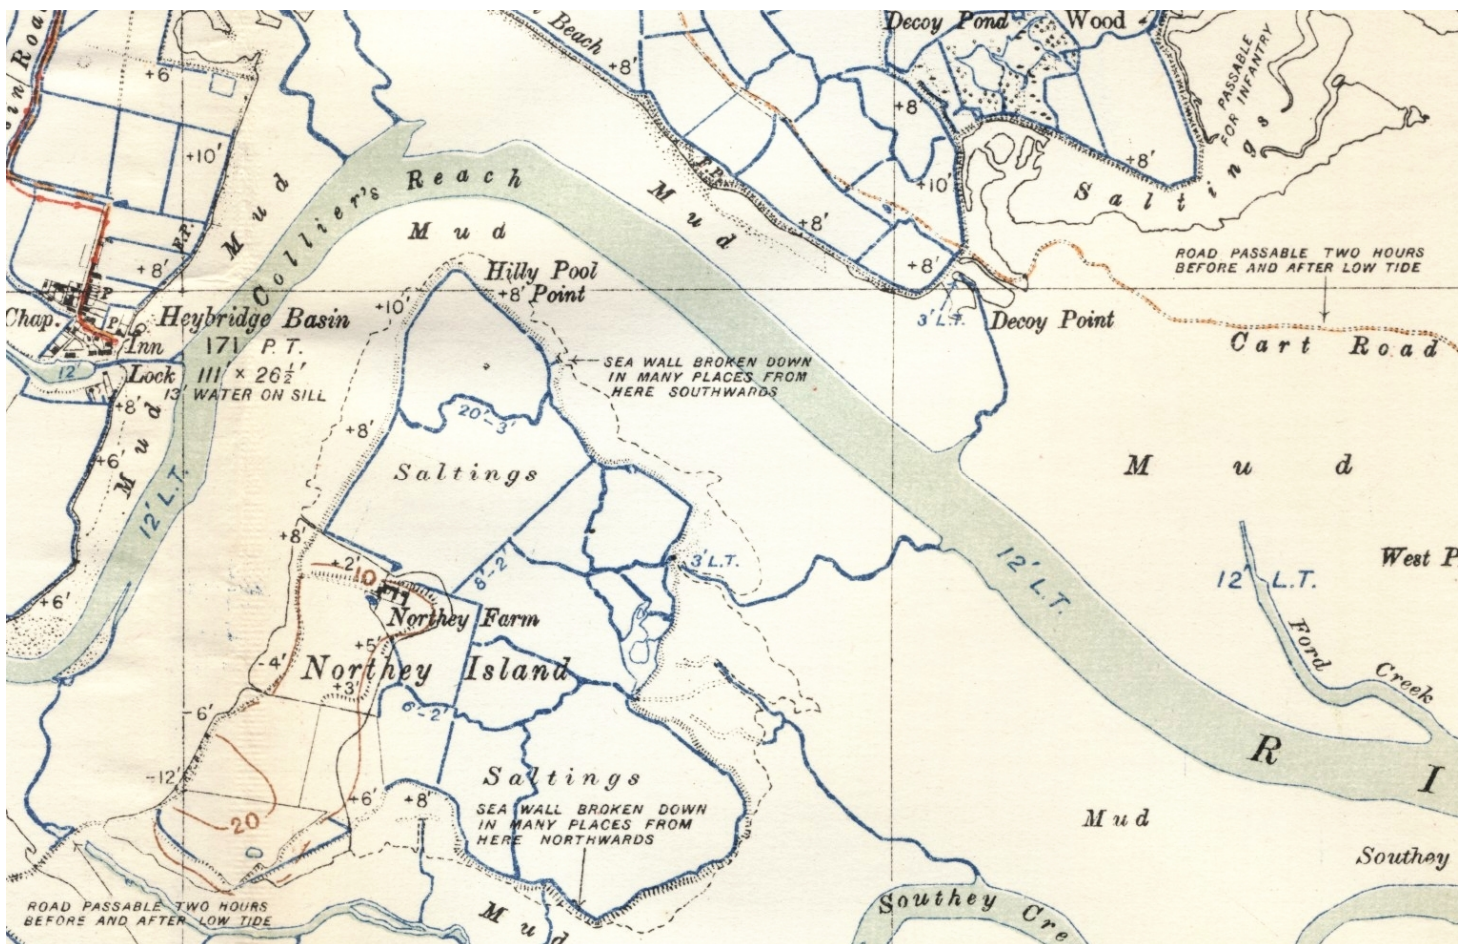 Beach
+8'
Decoy Pond
Wood
PASSABLE
FOR INFANTRY
+6'
+8
+10'
+8'
Saltings
Collier's Reach
Mud
F.P.
+10'
Mud
Mud
+8'
F.P.
+8'
ROAD PASSABLE TWO HOURS
BEFORE AND AFTER LOW TIDE
+8'
Hilly Pool
Point
+8'
+10'
Chap.
P
P
Inn
Heybridge Basin
171 P. T.
Lock 111 × 26½'
13' WATER ON SILL
12'
3' L.T.
Decoy Point
Cart Road
SEA WALL BROKEN DOWN
IN MANY PLACES FROM
HERE SOUTHWARDS
+8'
Mud
+6'
+8'
20'-3'
Saltings
Mud
12' L.T.
+8'
+2'
10
8'-2'
3' L.T.
12' L.T.
12' L.T.
West P
+6'
Northey Farm
+5'
-4'
Northey Island
+3'
6'-2'
Ford Creek
-6'
R I
-12'
Saltings
+6'
+8'
20
SEA WALL BROKEN DOWN
IN MANY PLACES FROM
HERE NORTHWARDS
Mud
Southey
ROAD PASSABLE TWO HOURS
BEFORE AND AFTER LOW TIDE
Mud
Southey Cre